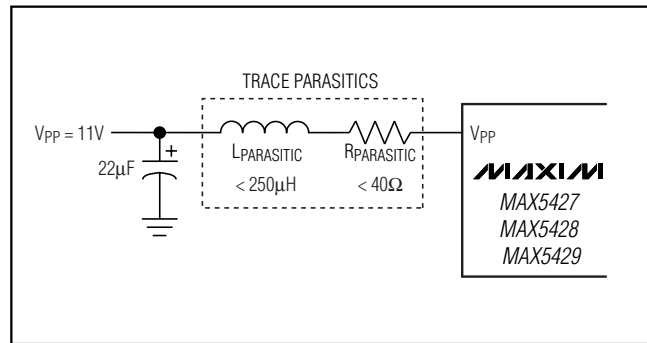 TRACE PARASITICS
VPP = 11V
+
22µF
LPARASITIC
< 250µH
RPARASITIC
< 40Ω
VPP
MAXIM
MAX5427
MAX5428
MAX5429